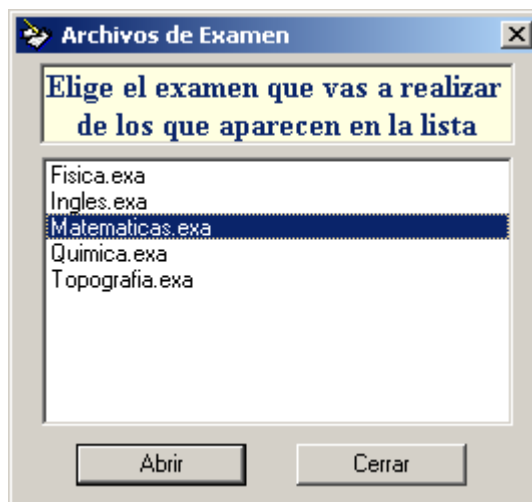 Archivos de Examen
Elige el examen que vas a realizar
de los que aparecen en la lista
Fisica.exa
Ingles.exa
Matematicas.exa
Quimica.exa
Topografia.exa
Abrir Cerrar